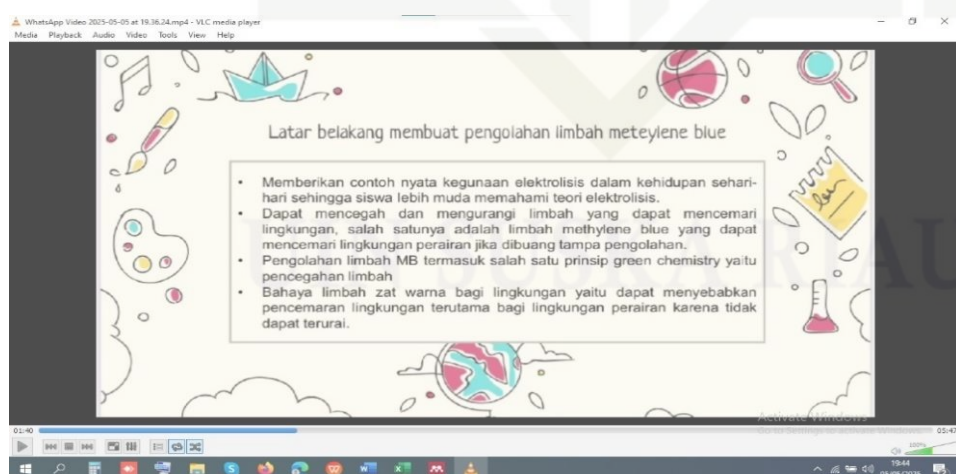 WhatsApp Video 2025-05-05 at 19.36.24.mp4 - VLC media player
Media Playback Audio Video Tools View Help
Latar belakang membuat pengolahan limbah meteylene blue
• Memberikan contoh nyata kegunaan elektrolisis dalam kehidupan sehari-
hari sehingga siswa lebih muda memahami teori elektrolisis.
• Dapat mencegah dan mengurangi limbah yang dapat mencemari
lingkungan, salah satunya adalah limbah methylene blue yang dapat
mencemari lingkungan perairan jika dibuang tampa pengolahan.
• Pengolahan limbah MB termasuk salah satu prinsip green chemistry yaitu
pencegahan limbah
• Bahaya limbah zat warna bagi lingkungan yaitu dapat menyebabkan
pencemaran lingkungan terutama bagi lingkungan perairan karena tidak
dapat terurai.
RIAU
Activate Windows
01:40
05:47
100%
19:44
05/05/2025